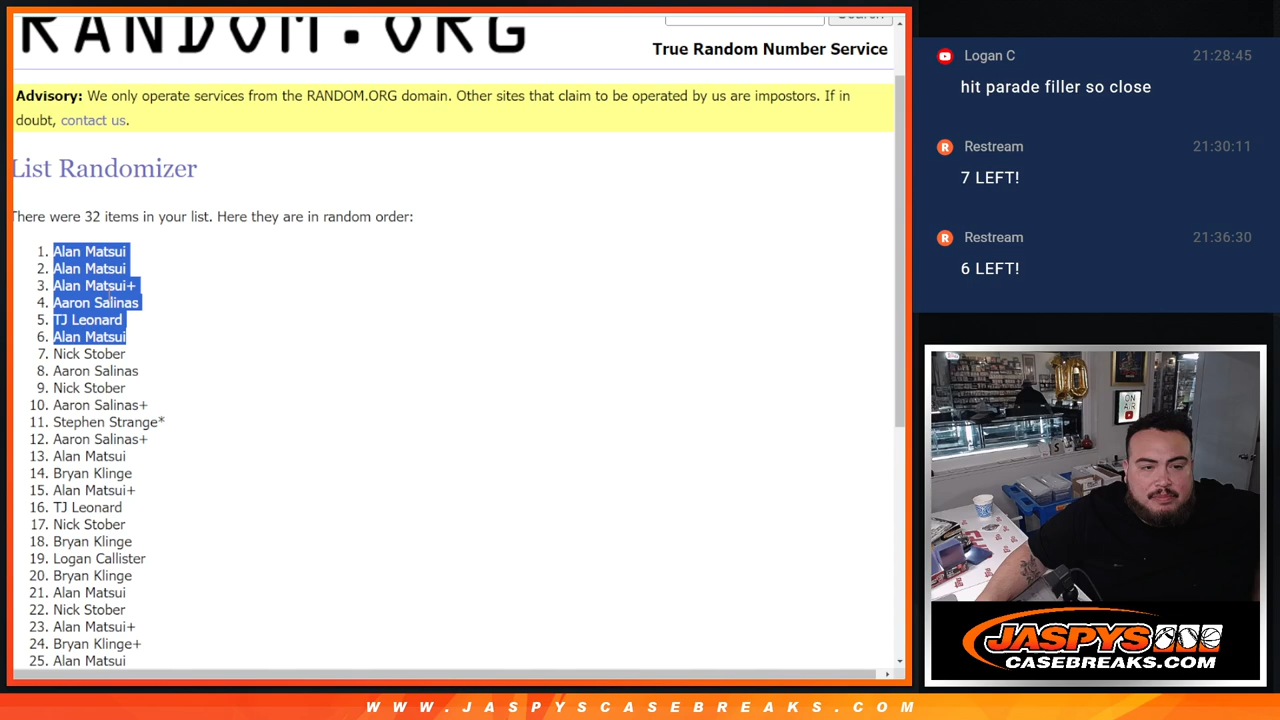 RANDOM.ORG
Search
True Random Number Service
Advisory: We only operate services from the RANDOM.ORG domain. Other sites that claim to be operated by us are impostors. If in
doubt, contact us.
List Randomizer
There were 32 items in your list. Here they are in random order:
1. Alan Matsui
2. Alan Matsui
3. Alan Matsui+
4. Aaron Salinas
5. TJ Leonard
6. Alan Matsui
7. Nick Stober
8. Aaron Salinas
9. Nick Stober
10. Aaron Salinas+
11. Stephen Strange*
12. Aaron Salinas+
13. Alan Matsui
14. Bryan Klinge
15. Alan Matsui+
16. TJ Leonard
17. Nick Stober
18. Bryan Klinge
19. Logan Callister
20. Bryan Klinge
21. Alan Matsui
22. Nick Stober
23. Alan Matsui+
24. Bryan Klinge+
25. Alan Matsui
Logan C 21:28:45
hit parade filler so close
R Restream 21:30:11
7 LEFT!
R Restream 21:36:30
6 LEFT!
10
ON
AIR
JASPYS
CASEBREAKS.COM
WWW.JASPYSCASEBREAKS.COM